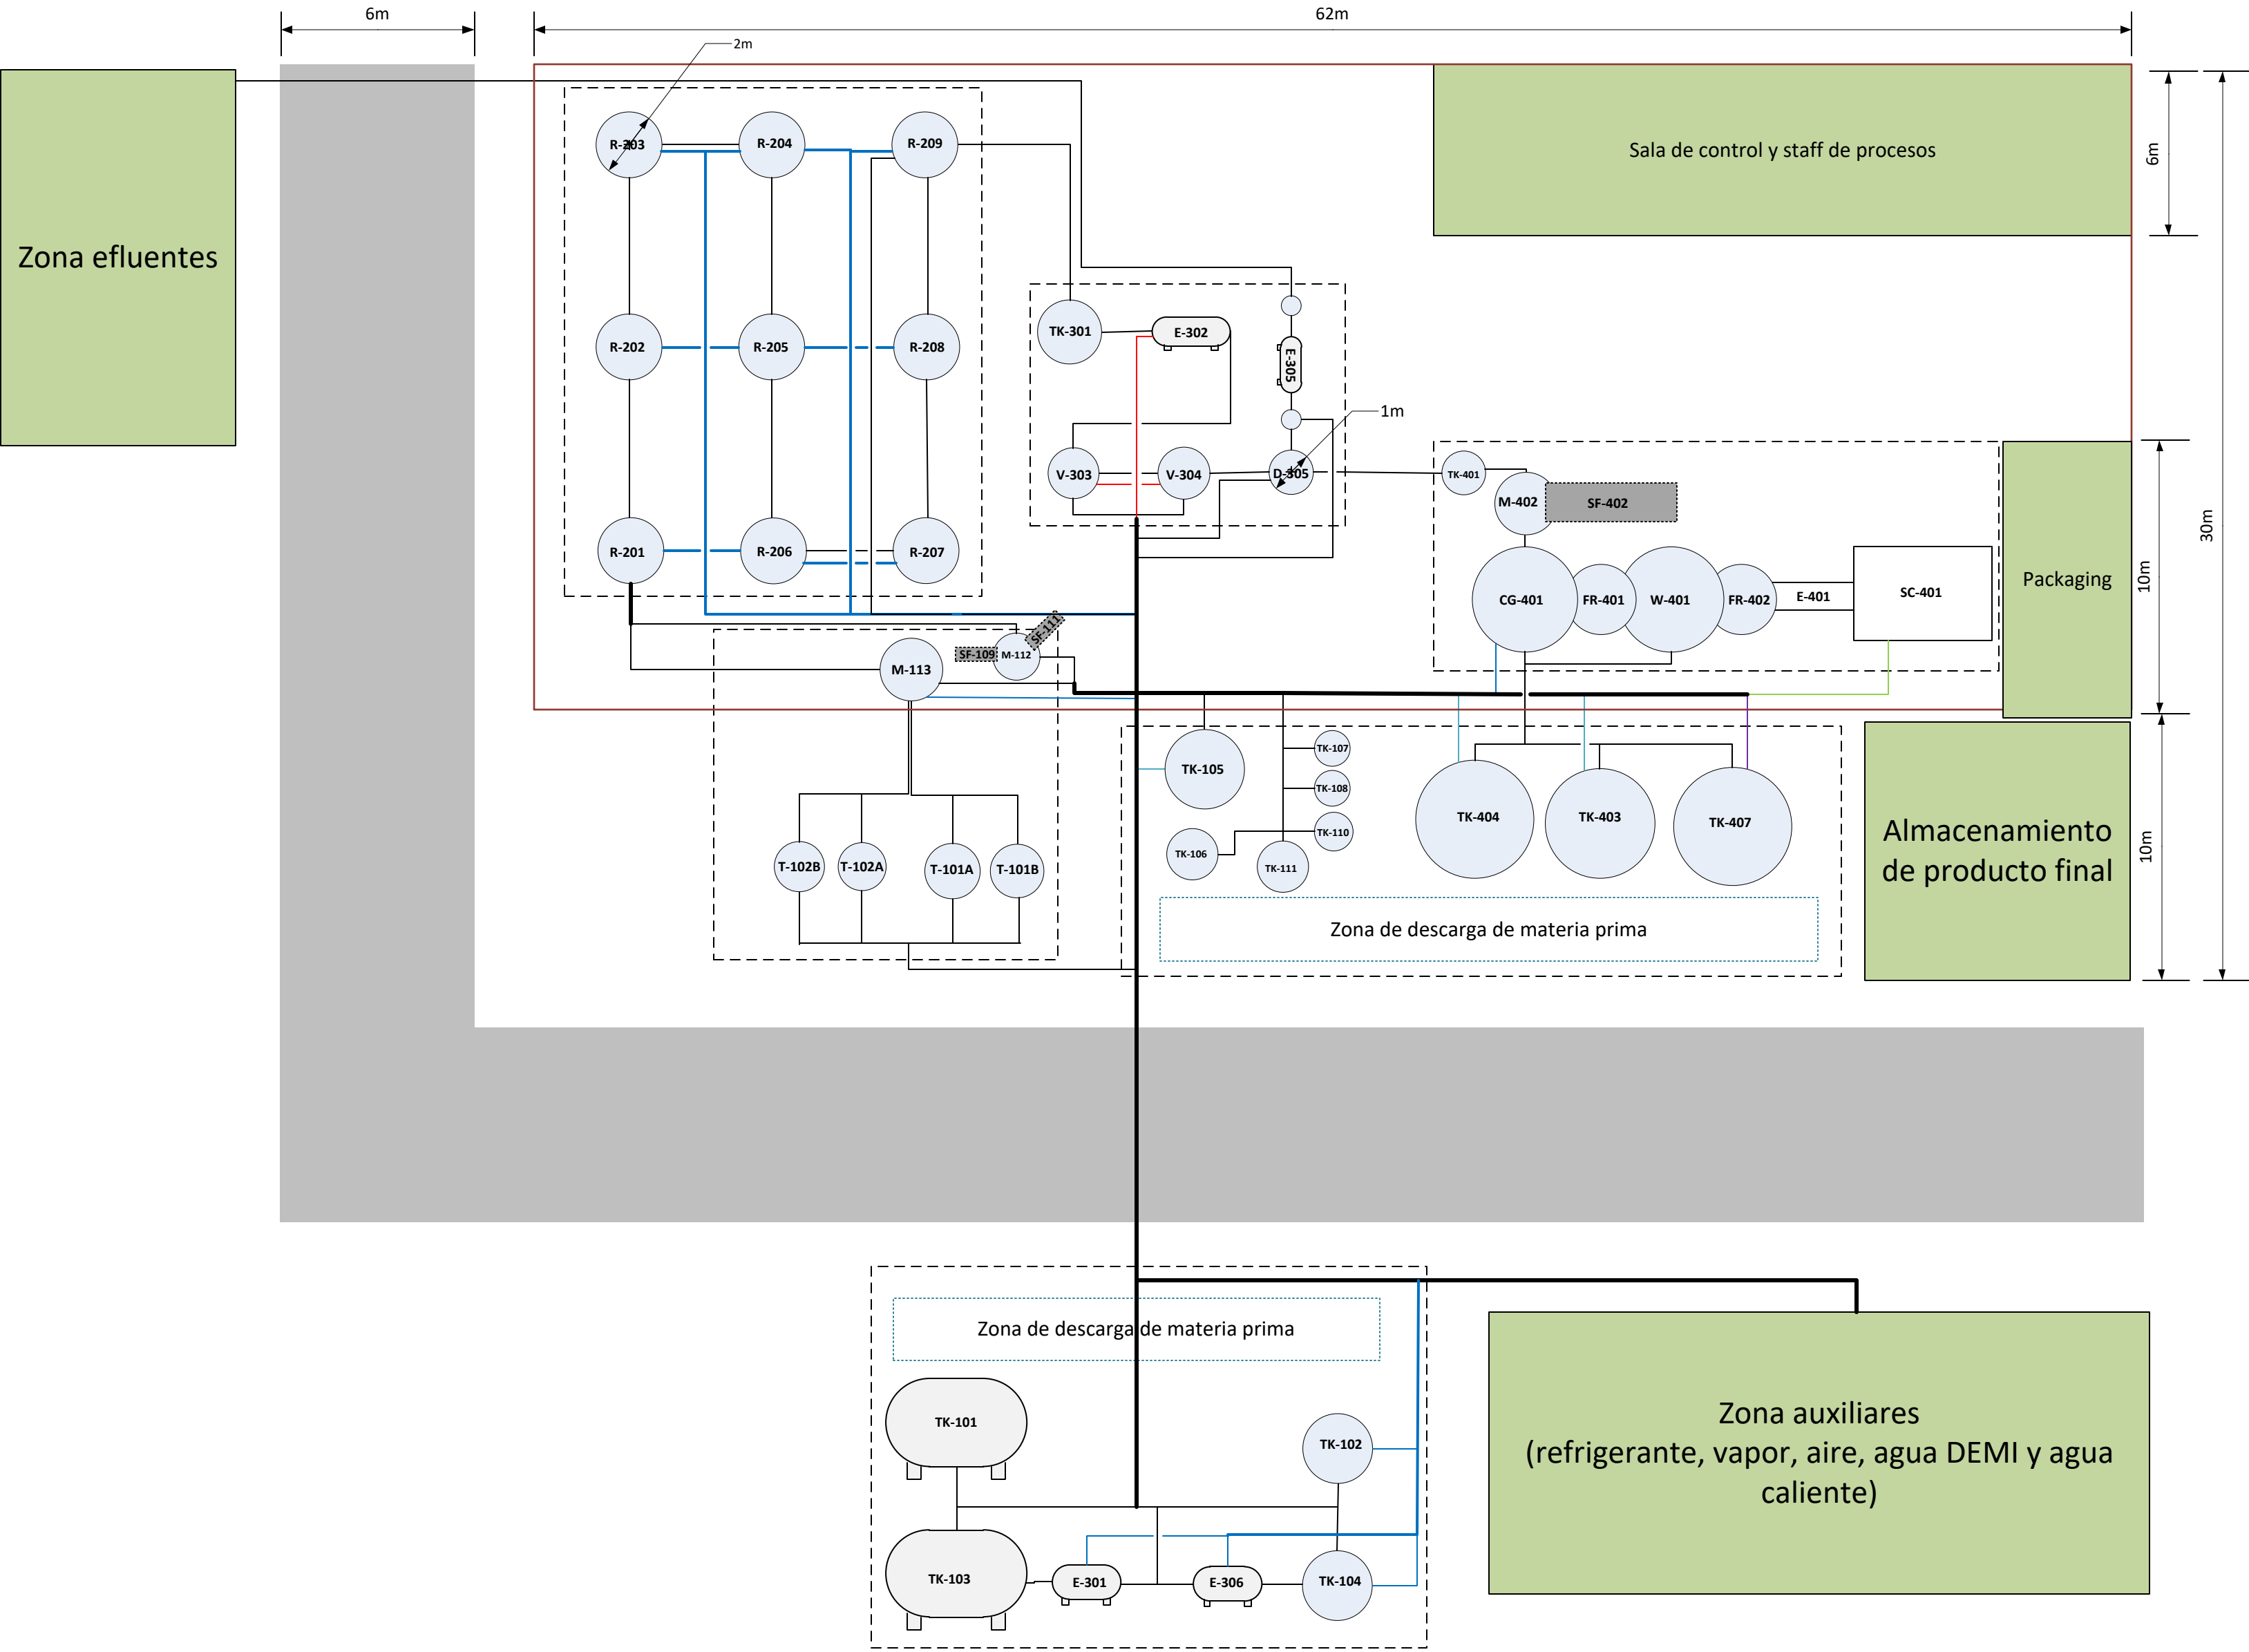 6m
62m
2m
Zona efluentes
R-203
R-204
R-209
Sala de control y staff de procesos
6m
R-202
R-205
R-208
TK-301
E-302
E-305
1m
30m
V-303
V-304
D-305
TK-401
M-402
SF-402
R-201
R-206
R-207
CG-401
FR-401
W-401
FR-402
E-401
SC-401
Packaging
10m
SF-111
SF-109
M-112
M-113
TK-105
TK-107
TK-108
TK-110
TK-106
TK-111
TK-404
TK-403
TK-407
T-102B
T-102A
T-101A
T-101B
Almacenamiento
de producto final
10m
Zona de descarga de materia prima
Zona de descarga de materia prima
TK-101
TK-102
TK-103
E-301
E-306
TK-104
Zona auxiliares
(refrigerante, vapor, aire, agua DEMI y agua
caliente)